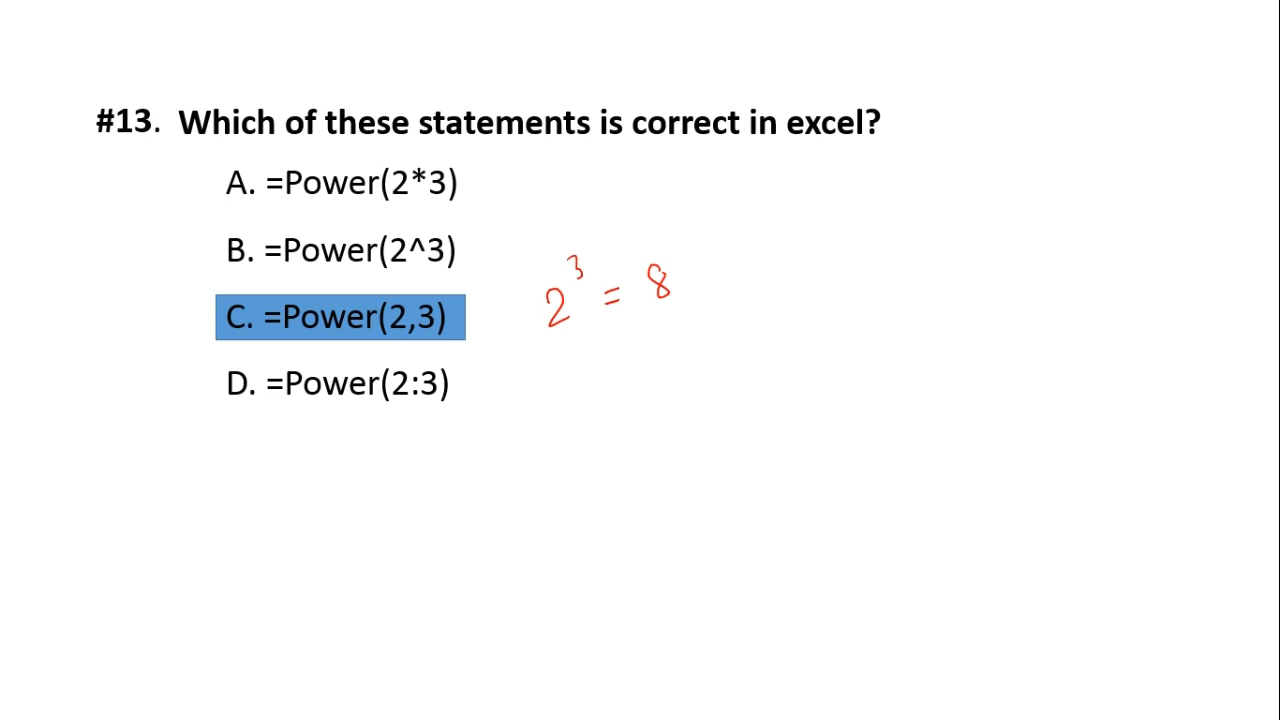 #13. Which of these statements is correct in excel?
A. =Power(2*3)
B. =Power(2^3)
C. =Power(2,3)
2³ = 8
D. =Power(2:3)